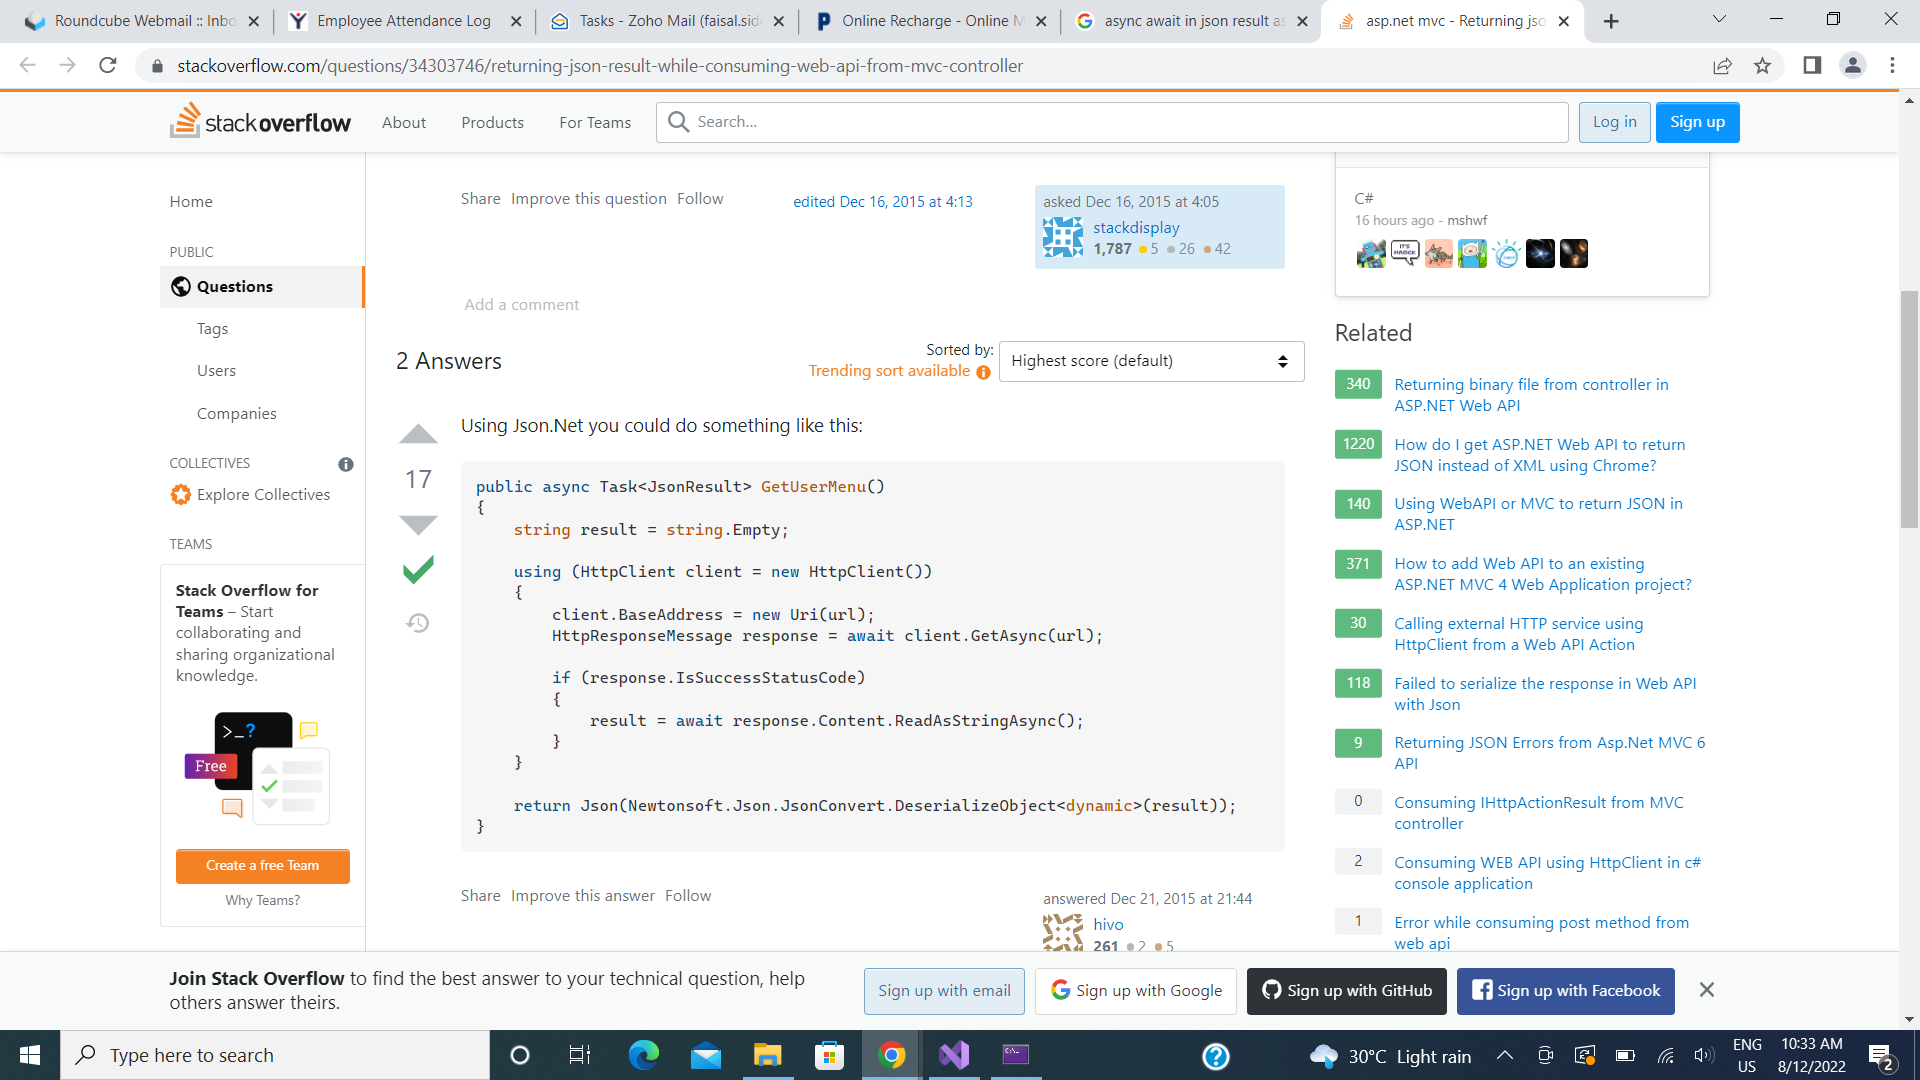 Roundcube Webmail :: Inbo
Employee Attendance Log
Tasks - Zoho Mail (faisal.sid
Online Recharge - Online M
async await in json result as
asp.net mvc - Returning jso
stackoverflow.com/questions/34303746/returning-json-result-while-consuming-web-api-from-mvc-controller
stack overflow
About
Products
For Teams
Search...
Log in
Sign up
Home
PUBLIC
Questions
Tags
Users
Companies
COLLECTIVES
Explore Collectives
TEAMS
Stack Overflow for
Teams – Start
collaborating and
sharing organizational
knowledge.
>_?
Free
Create a free Team
Why Teams?
Share Improve this question Follow
edited Dec 16, 2015 at 4:13
asked Dec 16, 2015 at 4:05
stackdisplay
1,787 5 26 42
Add a comment
2 Answers
Sorted by:
Trending sort available
Highest score (default)
17
Using Json.Net you could do something like this:
public async Task<JsonResult> GetUserMenu()
{
string result = string.Empty;
using (HttpClient client = new HttpClient())
{
client.BaseAddress = new Uri(url);
HttpResponseMessage response = await client.GetAsync(url);
if (response.IsSuccessStatusCode)
{
result = await response.Content.ReadAsStringAsync();
}
}
return Json(Newtonsoft.Json.JsonConvert.DeserializeObject<dynamic>(result));
}
Share Improve this answer Follow
answered Dec 21, 2015 at 21:44
hivo
261 2 5
C#
16 hours ago - mshwf
IT'S
MAGICK
Related
340 Returning binary file from controller in
ASP.NET Web API
1220 How do I get ASP.NET Web API to return
JSON instead of XML using Chrome?
140 Using WebAPI or MVC to return JSON in
ASP.NET
371 How to add Web API to an existing
ASP.NET MVC 4 Web Application project?
30 Calling external HTTP service using
HttpClient from a Web API Action
118 Failed to serialize the response in Web API
with Json
9 Returning JSON Errors from Asp.Net MVC 6
API
0 Consuming IHttpActionResult from MVC
controller
2 Consuming WEB API using HttpClient in c#
console application
1 Error while consuming post method from
web api
Join Stack Overflow to find the best answer to your technical question, help
others answer theirs.
Sign up with email
Sign up with Google
Sign up with GitHub
Sign up with Facebook
Type here to search
30°C Light rain
ENG
US
10:33 AM
8/12/2022
2